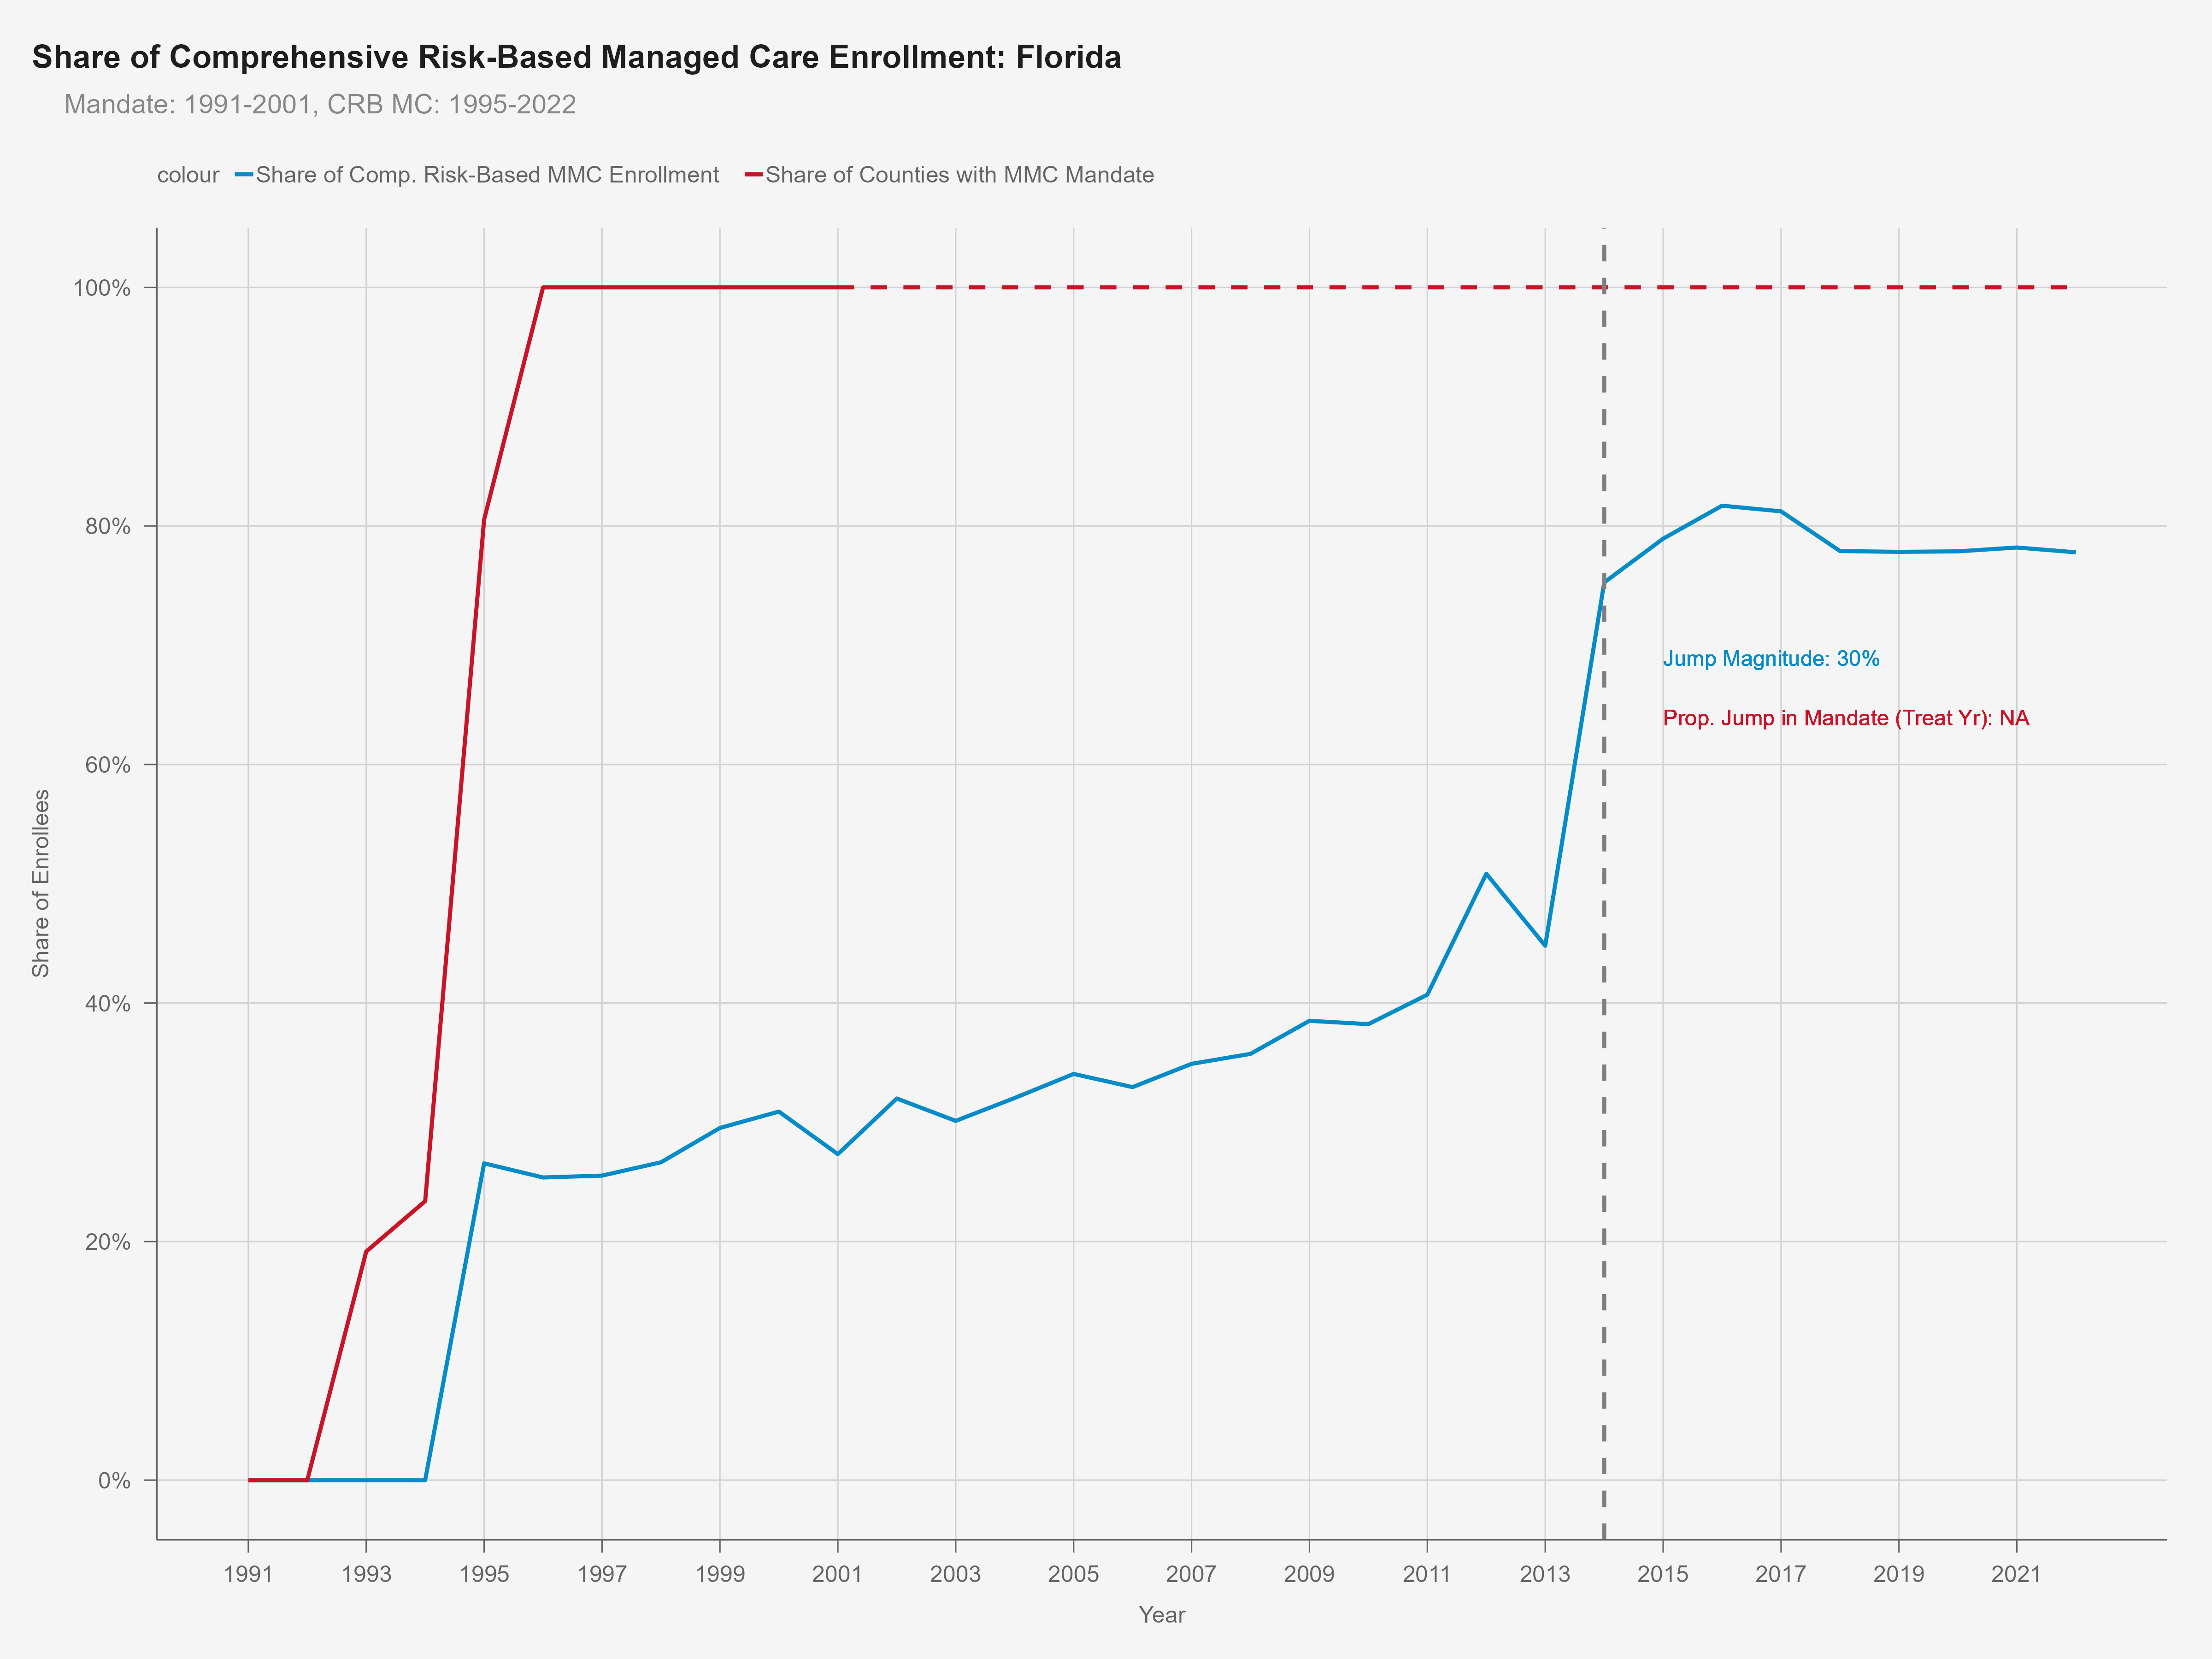 Share of Comprehensive Risk-Based Managed Care Enrollment: Florida
Mandate: 1991-2001, CRB MC: 1995-2022
colour Share of Comp. Risk-Based MMC Enrollment Share of Counties with MMC Mandate
100%
80%
Jump Magnitude: 30%
Prop. Jump in Mandate (Treat Yr): NA
60%
Share of Enrollees
40%
20%
0%
1991 1993 1995 1997 1999 2001 2003 2005 2007 2009 2011 2013 2015 2017 2019 2021
Year